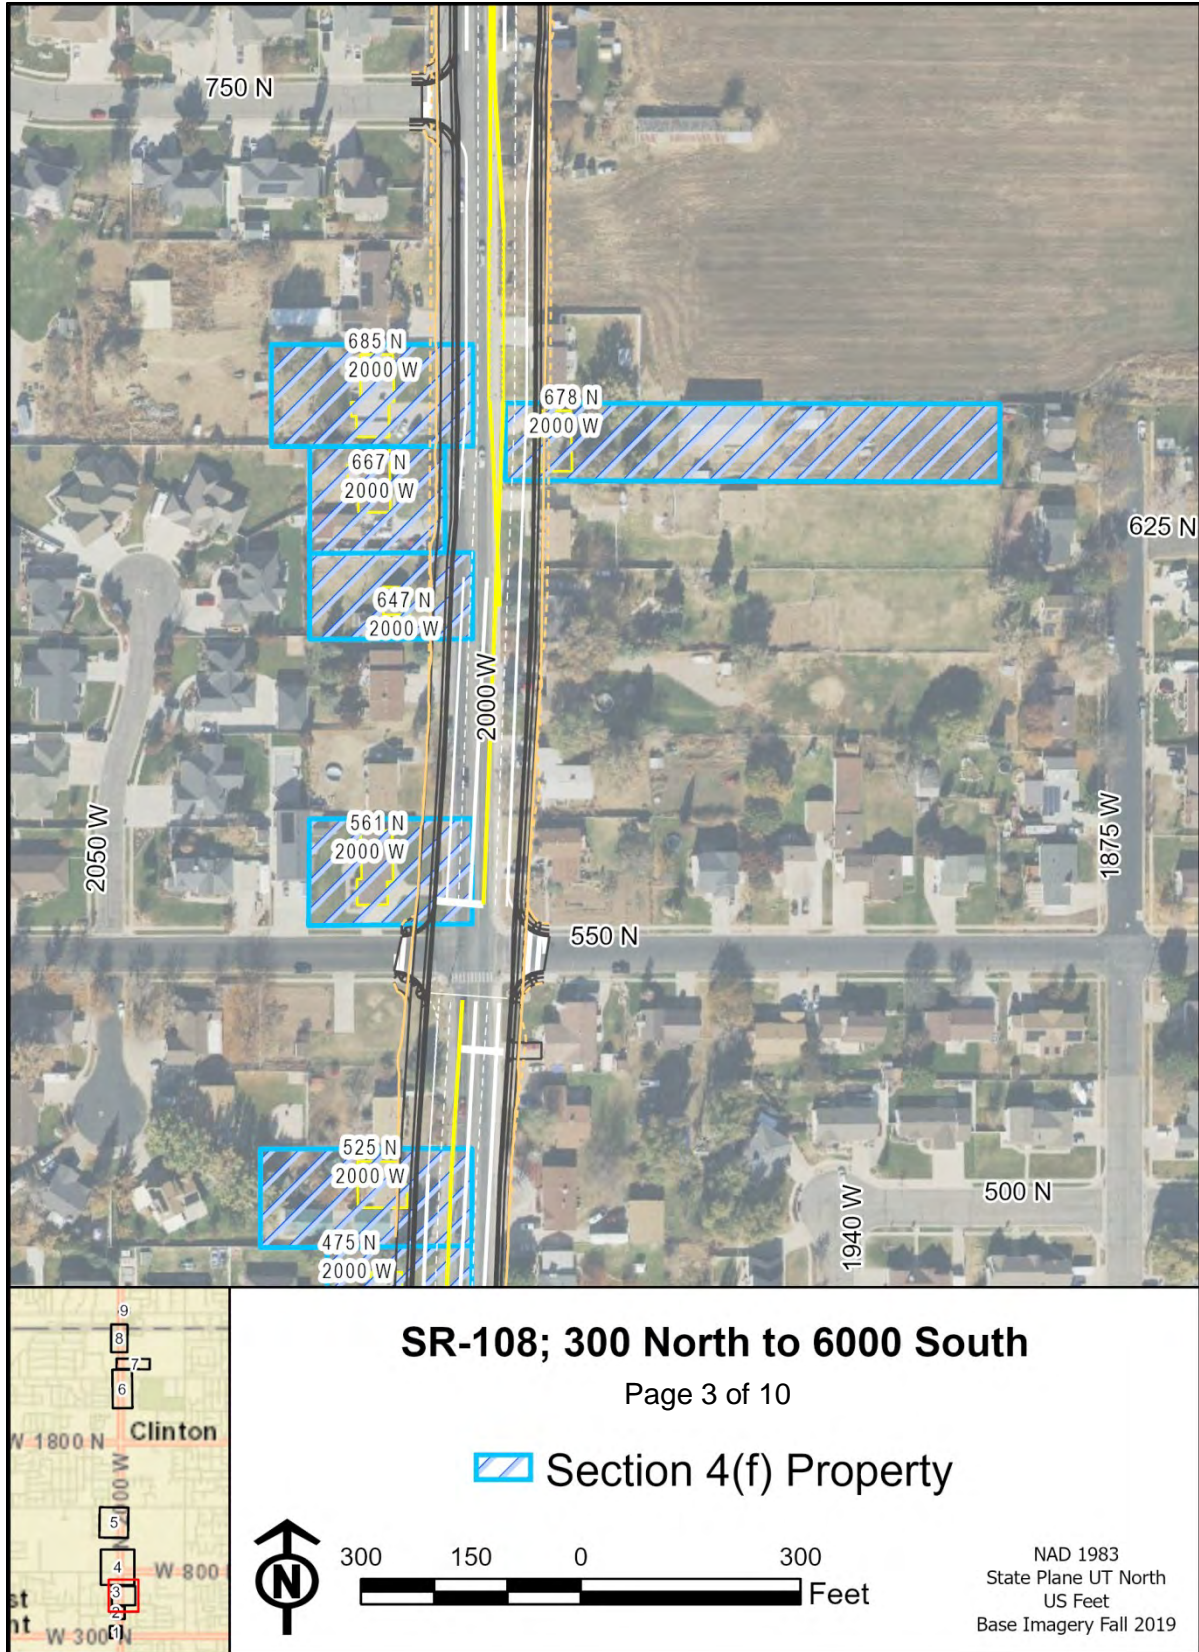 750 N
685 N
2000 W
678 N
2000 W
667 N
2000 W
625 N
647 N
2000 W
2000 W
561 N
2000 W
2050 W
1875 W
550 N
525 N
2000 W
500 N
1940 W
475 N
2000 W
9
8
7
6
Clinton
W 1800 N
N 2000 W
5
4
W 800
3
st
nt
2
1
W 300 N
SR-108; 300 North to 6000 South
Page 3 of 10
Section 4(f) Property
N
300 150 0 300
Feet
NAD 1983
State Plane UT North
US Feet
Base Imagery Fall 2019